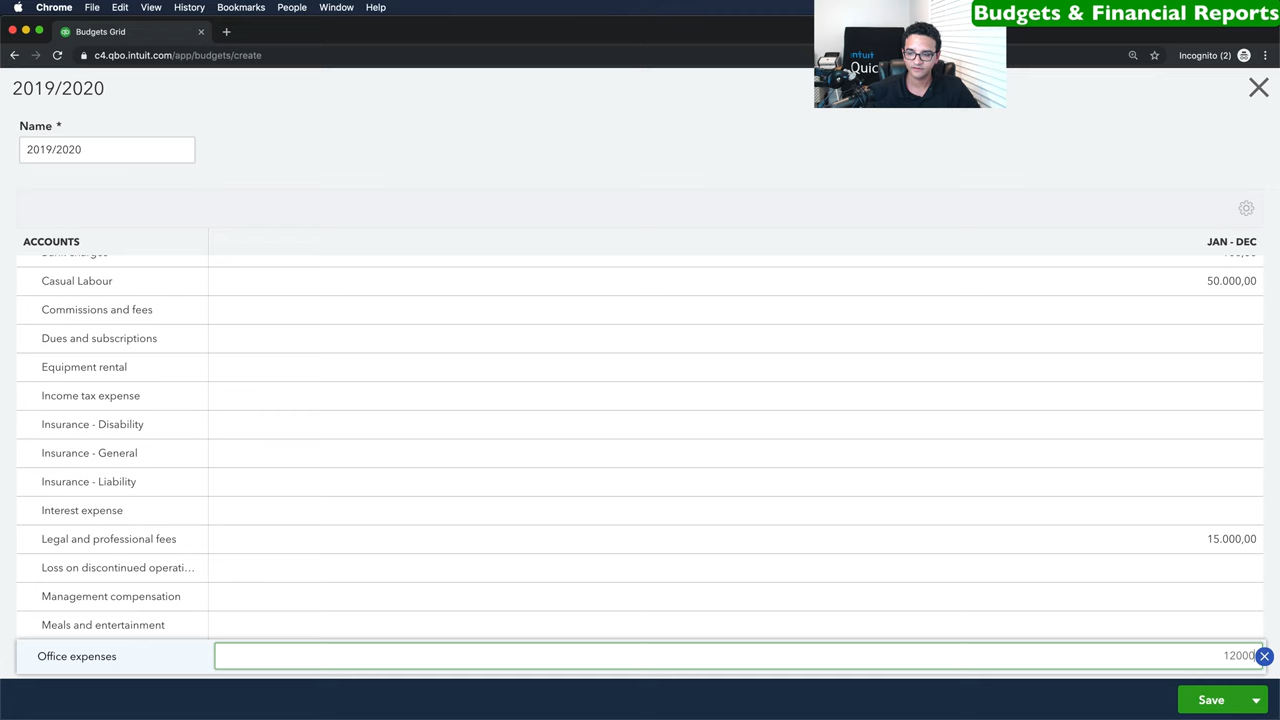 Chrome File Edit View History Bookmarks People Window Help
Budgets & Financial Reports
Budgets Grid
c4.qbo.intuit.com/app/budgets/c
Incognito (2)
intuit
Quic
2019/2020
Name *
2019/2020
ACCOUNTS JAN - DEC
Casual Labour 50.000,00
Commissions and fees
Dues and subscriptions
Equipment rental
Income tax expense
Insurance - Disability
Insurance - General
Insurance - Liability
Interest expense
Legal and professional fees 15.000,00
Loss on discontinued operati…
Management compensation
Meals and entertainment
Office expenses 12000
Save